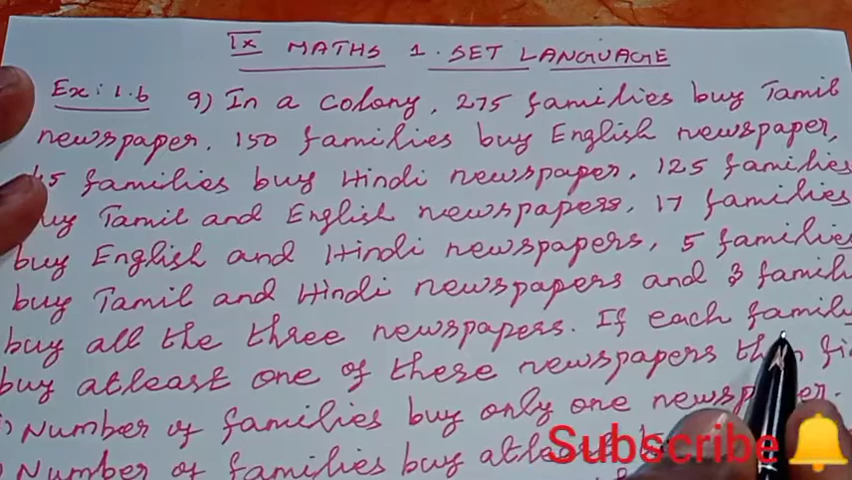 IX MATHS 1. SET LANGUAGE
Ex: 1.6 9) In a colony, 275 families buy Tamil
newspaper, 150 families buy English newspaper,
45 families buy Hindi newspaper, 125 families
buy Tamil and English newspapers, 17 families
buy English and Hindi newspapers, 5 families
buy Tamil and Hindi newspapers and 3 famili
buy all the three newspapers. If each family
buy atleast one of these newspapers then fi
i) Number of families buy only one newspaper.
) Number of families buy atleast
Subscribe